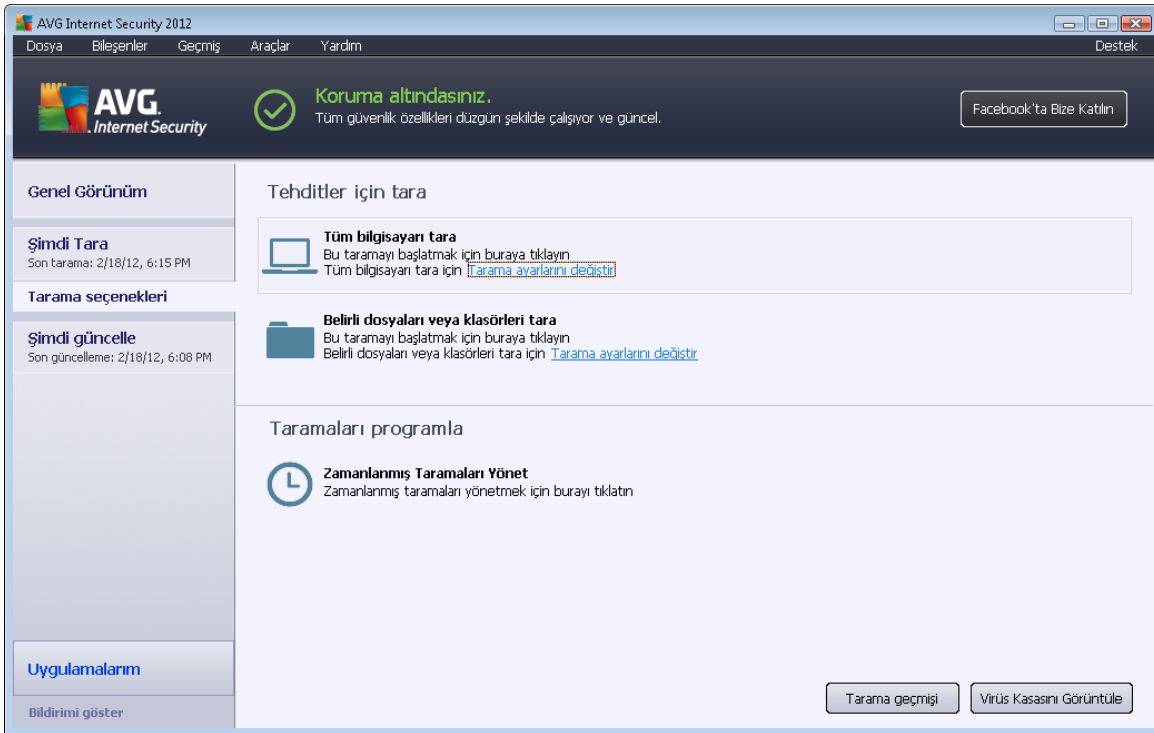 AVG Internet Security 2012
Dosya Bileşenler Geçmiş Araçlar Yardım Destek
AVG.
Internet Security
Koruma altındasınız.
Tüm güvenlik özellikleri düzgün şekilde çalışıyor ve güncel.
Facebook'ta Bize Katılın
Genel Görünüm
Şimdi Tara
Son tarama: 2/18/12, 6:15 PM
Tarama seçenekleri
Şimdi güncelle
Son güncelleme: 2/18/12, 6:08 PM
Uygulamalarım
Bildirimi göster
Tehditler için tara
Tüm bilgisayarı tara
Bu taramayı başlatmak için buraya tıklayın
Tüm bilgisayarı tara için Tarama ayarlarını değiştir
Belirli dosyaları veya klasörleri tara
Bu taramayı başlatmak için buraya tıklayın
Belirli dosyaları veya klasörleri tara için Tarama ayarlarını değiştir
Taramaları programla
Zamanlanmış Taramaları Yönet
Zamanlanmış taramaları yönetmek için burayı tıklatın
Tarama geçmişi
Virüs Kasasını Görüntüle